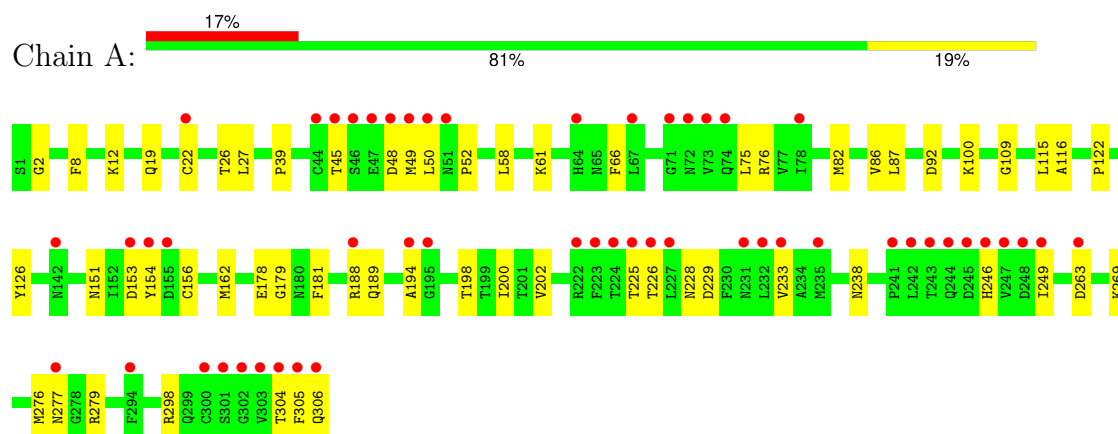 17%
Chain A:
81% 19%
S1 G2 F8 K12 Q19 C22 T26 L27 P39 C44 T45 S46 E47 D48 M49 L50 N51 P52 L58 K61 H64 N65 F66 L67 G71 N72 V73 Q74 L75 R76 V77 I78 M82 V86 L87 D92 K100 G109 L115 A116 P122
Y126 N142 N151 I152 D153 Y154 D155 C156 M162 E178 G179 N180 F181 R188 Q189 A194 G195 T198 T199 I200 T201 V202 R222 F223 T224 T225 T226 L227 N228 D229 F230 N231 L232 V233 A234 M235 N238 P241 L242 T243 Q244 D245 H246 V247 D248 I249 D263 K269
M276 N277 G278 R279 F294 R298 Q299 C300 S301 G302 V303 T304 F305 Q306